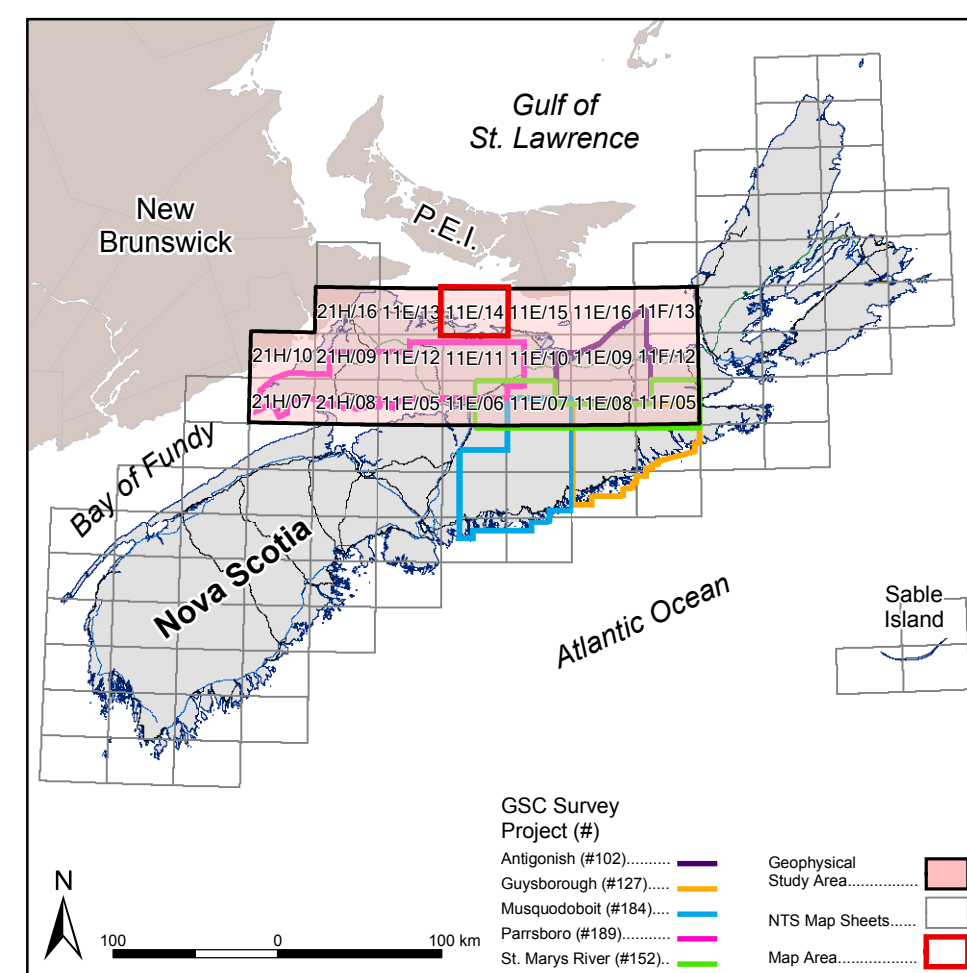 Gulf of
St. Lawrence
New
Brunswick
P.E.I.
21H/16 11E/13 11E/14 11E/15 11E/16 11F/13
21H/10 21H/09 11E/12 11E/11 11E/10 11E/09 11F/12
21H/07 21H/08 11E/05 11E/06 11E/07 11E/08 11F/05
Bay of Fundy
Nova Scotia
Atlantic Ocean
Sable
Island
GSC Survey
Project (#)
Antigonish (#102)..........
Guysborough (#127).....
Musquodoboit (#184)....
Parrsboro (#189)...........
St. Marys River (#152)..
Geophysical
Study Area................
NTS Map Sheets......
Map Area..................
N
100 0 100 km